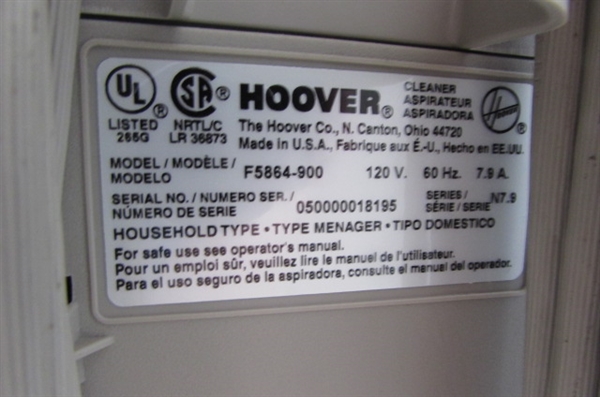 UL ® SA ® HOOVER® CLEANER
ASPIRATEUR
ASPIRADORA Hoover ®
LISTED NRTL/C
265G LR 36873
The Hoover Co., N. Canton, Ohio 44720
Made in U.S.A., Fabrique aux É.-U., Hecho en EE.UU.
MODEL / MODÈLE / MODELO F5864-900 120 V. 60 Hz. 7.9 A.
SERIAL NO. / NUMERO SER. / SERIES / N7.9
NÚMERO DE SERIE 050000018195 SÉRIE / SERIE
HOUSEHOLD TYPE • TYPE MENAGER • TIPO DOMESTICO
For safe use see operator's manual.
Pour un emploi sûr, veuillez lire le manuel de l'utilisateur.
Para el uso seguro de la aspiradora, consulte el manual del operador.